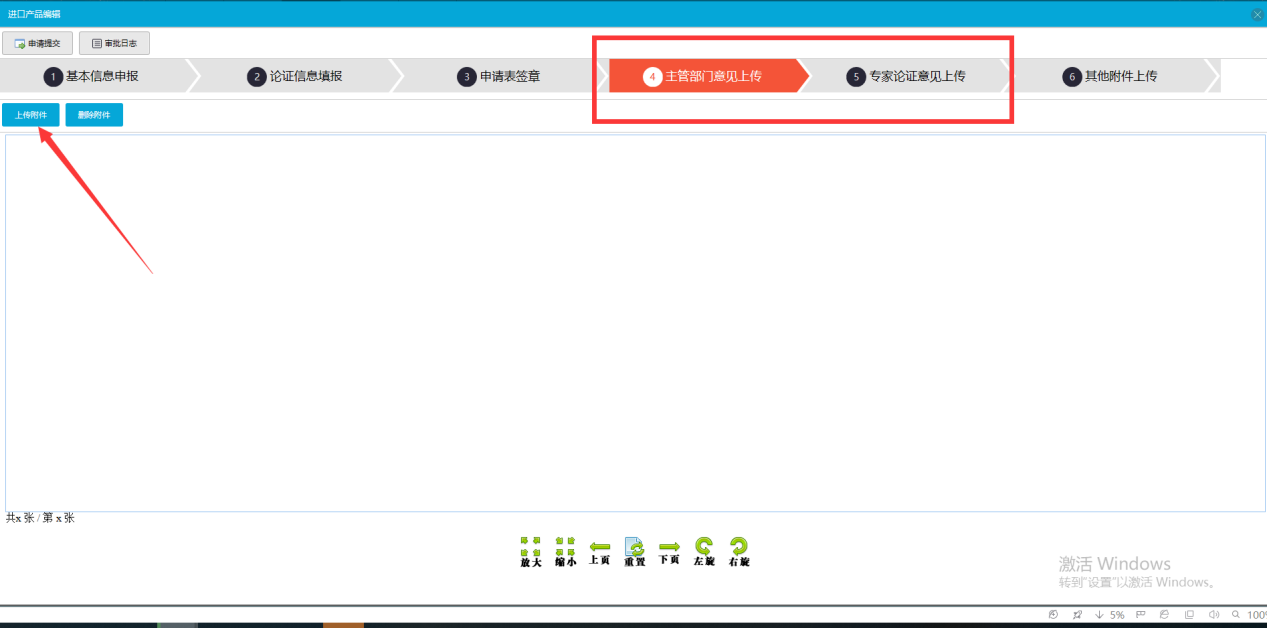 进口产品编辑
申请提交 审批日志
1 基本信息申报 2 论证信息填报 3 申请表签章 4 主管部门意见上传 5 专家论证意见上传 6 其他附件上传
上传附件 删除附件
共x 张 / 第 x 张
放大 缩小 上页 重置 下页 左旋 右旋
激活 Windows
转到"设置"以激活 Windows。
5% 100%